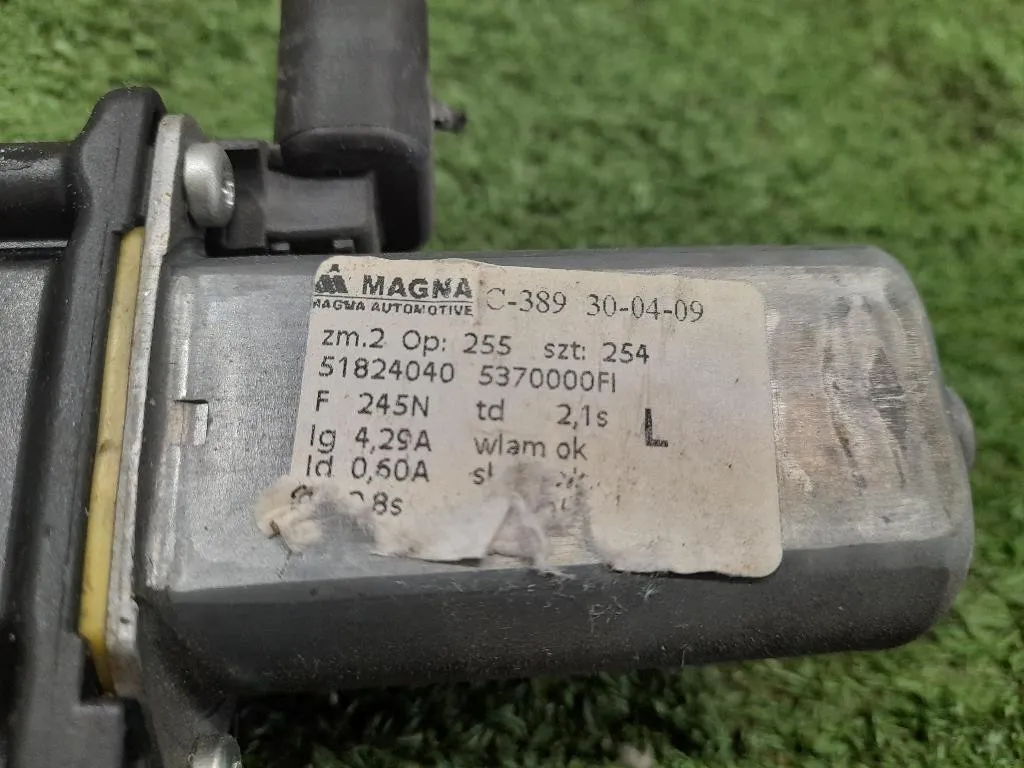 MAGNA C-389 30-04-09
MAGNA AUTOMOTIVE
zm.2 Op: 255 szt: 254
51824040 5370000FI
F 245N td 2,1s L
Ig 4,29A wlam ok
Id 0,60A
8s